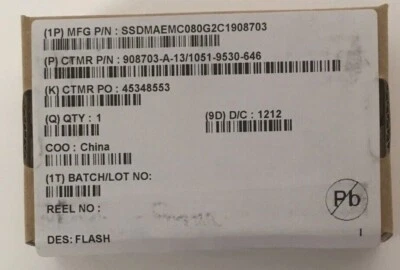 (1P) MFG P/N : SSDMAEMC080G2C1908703
(P) CTMR P/N : 908703-A-13/1051-9530-646
(K) CTMR PO : 45348553
(Q) QTY : 1 (9D) D/C : 1212
COO : China
(1T) BATCH/LOT NO:
REEL NO :
Pb
DES: FLASH 1